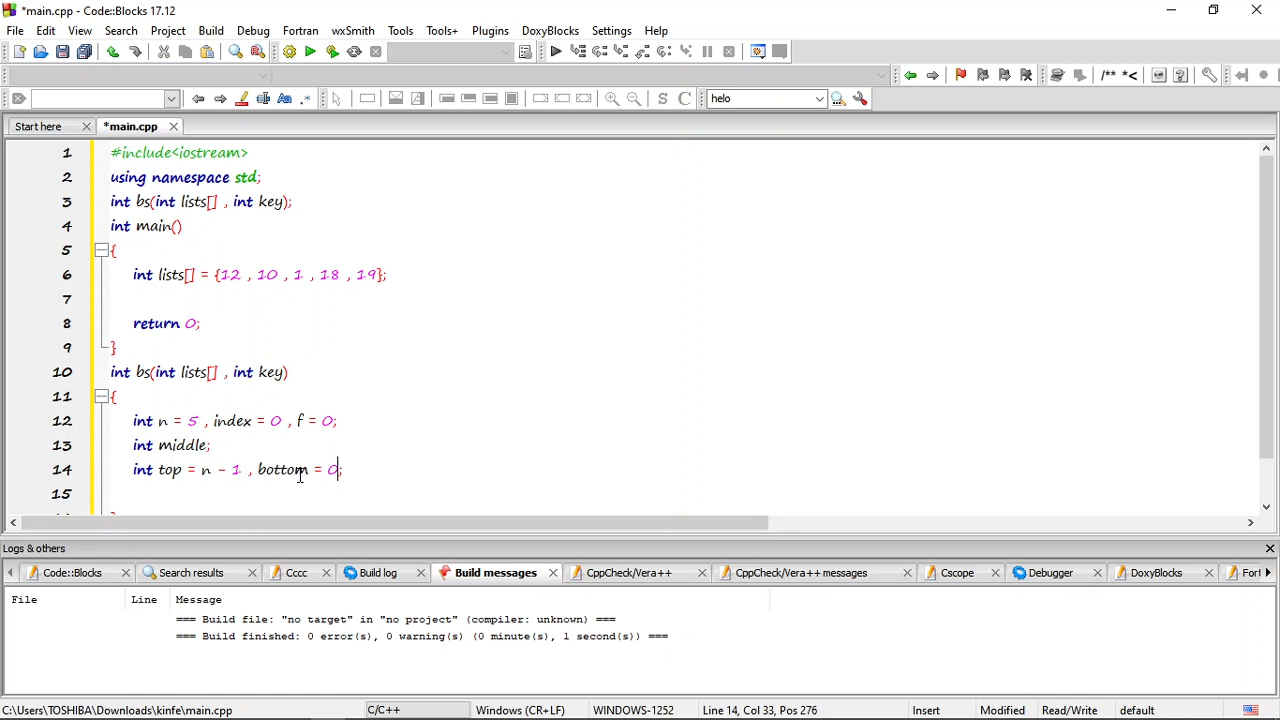 *main.cpp - Code::Blocks 17.12
File Edit View Search Project Build Debug Fortran wxSmith Tools Tools+ Plugins DoxyBlocks Settings Help
/** *<
S C helo
Start here *main.cpp
1 #include<iostream>
2 using namespace std;
3 int bs(int lists[] , int key);
4 int main()
5 {
6 int lists[] = {12 , 10 , 1 , 18 , 19};
7
8 return 0;
9 }
10 int bs(int lists[] , int key)
11 {
12 int n = 5 , index = 0 , f = 0;
13 int middle;
14 int top = n - 1 , bottom = 0;
15
Logs & others
Code::Blocks Search results Cccc Build log Build messages CppCheck/Vera++ CppCheck/Vera++ messages Cscope Debugger DoxyBlocks For
File Line Message
=== Build file: "no target" in "no project" (compiler: unknown) ===
=== Build finished: 0 error(s), 0 warning(s) (0 minute(s), 1 second(s)) ===
C:\Users\TOSHIBA\Downloads\kinfe\main.cpp C/C++ Windows (CR+LF) WINDOWS-1252 Line 14, Col 33, Pos 276 Insert Modified Read/Write default